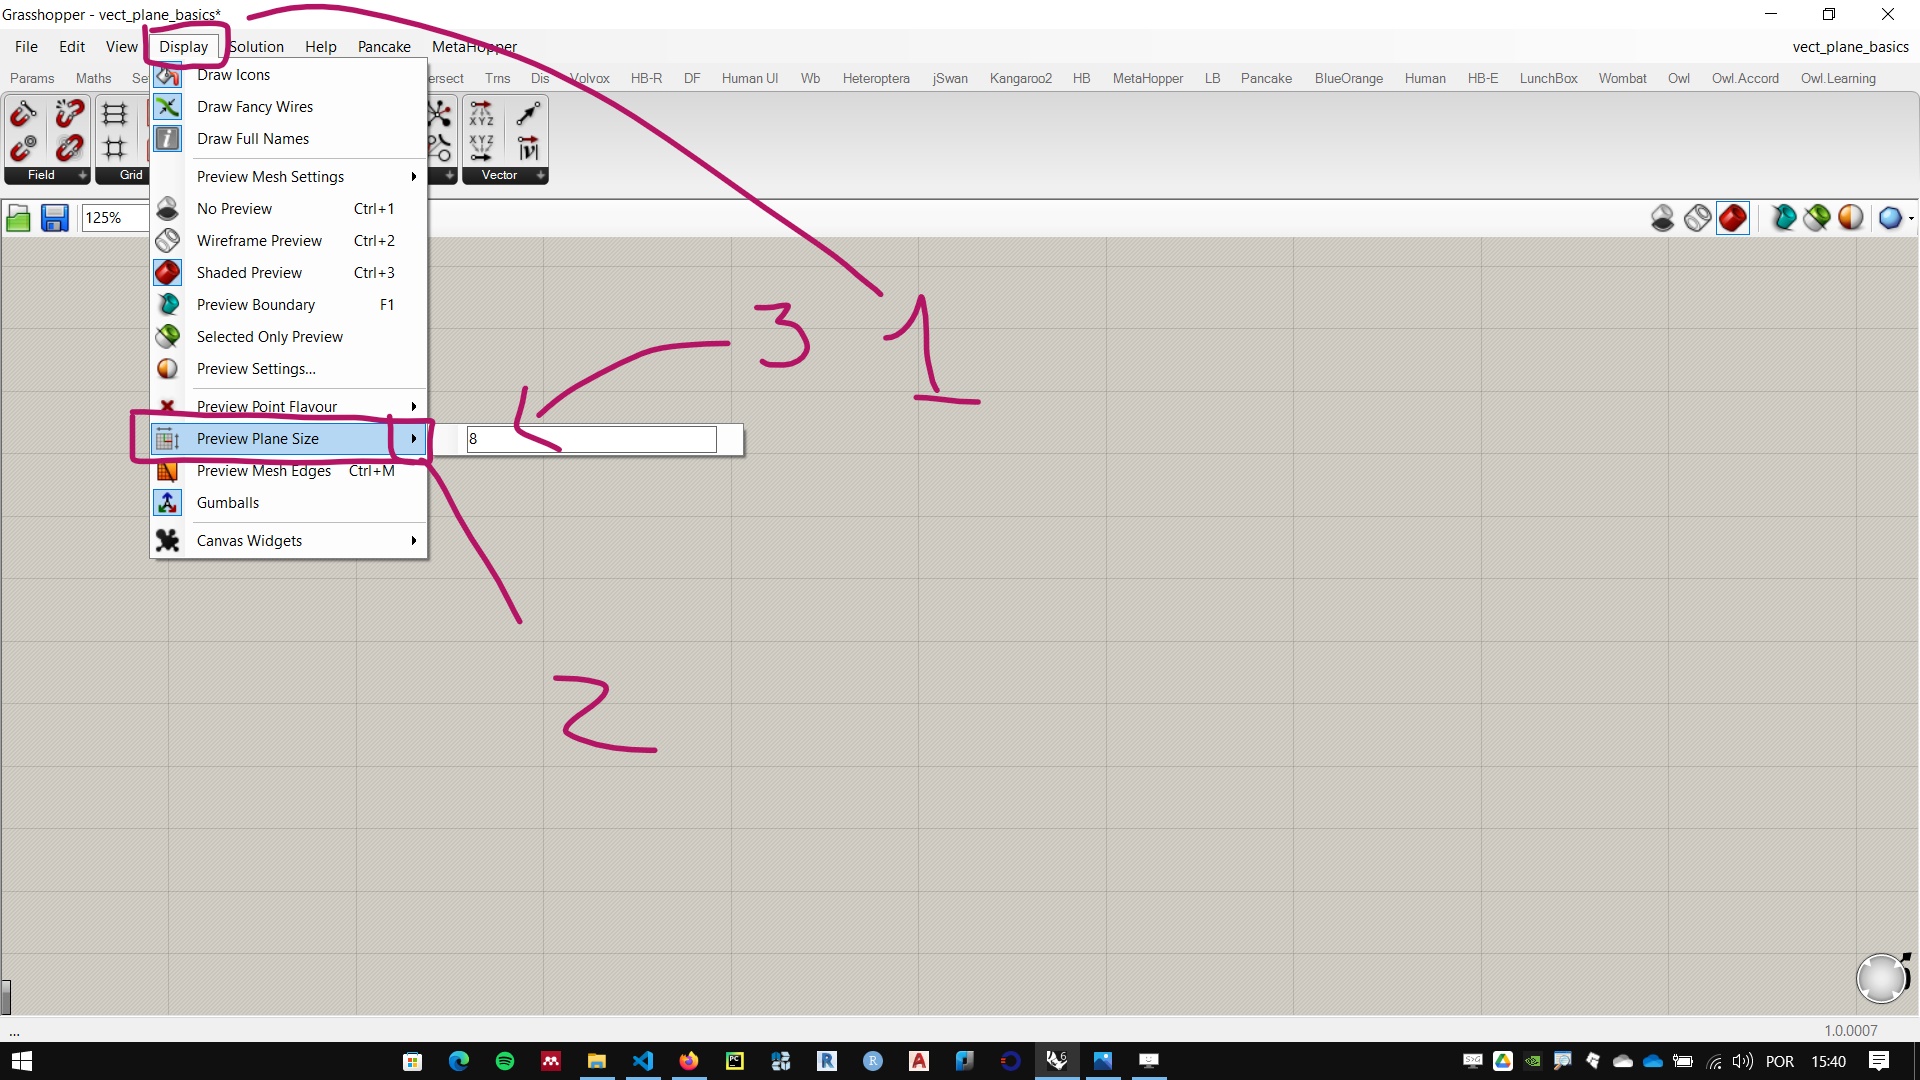 Grasshopper - vect_plane_basics*
File Edit View Display Solution Help Pancake MetaHopper vect_plane_basics
Params Maths Se ersect Trns Dis Volvox HB-R DF Human UI Wb Heteroptera jSwan Kangaroo2 HB MetaHopper LB Pancake BlueOrange Human HB-E LunchBox Wombat Owl Owl.Accord Owl.Learning
Draw Icons
Draw Fancy Wires
Draw Full Names
XYZ
XYZ
Field Grid Vector
Preview Mesh Settings
No Preview Ctrl+1
125%
Wireframe Preview Ctrl+2
Shaded Preview Ctrl+3
Preview Boundary F1
Selected Only Preview
3 1
Preview Settings...
Preview Point Flavour
Preview Plane Size 8
Preview Mesh Edges Ctrl+M
Gumballs
Canvas Widgets
2
... 1.0.0007
POR 15:40